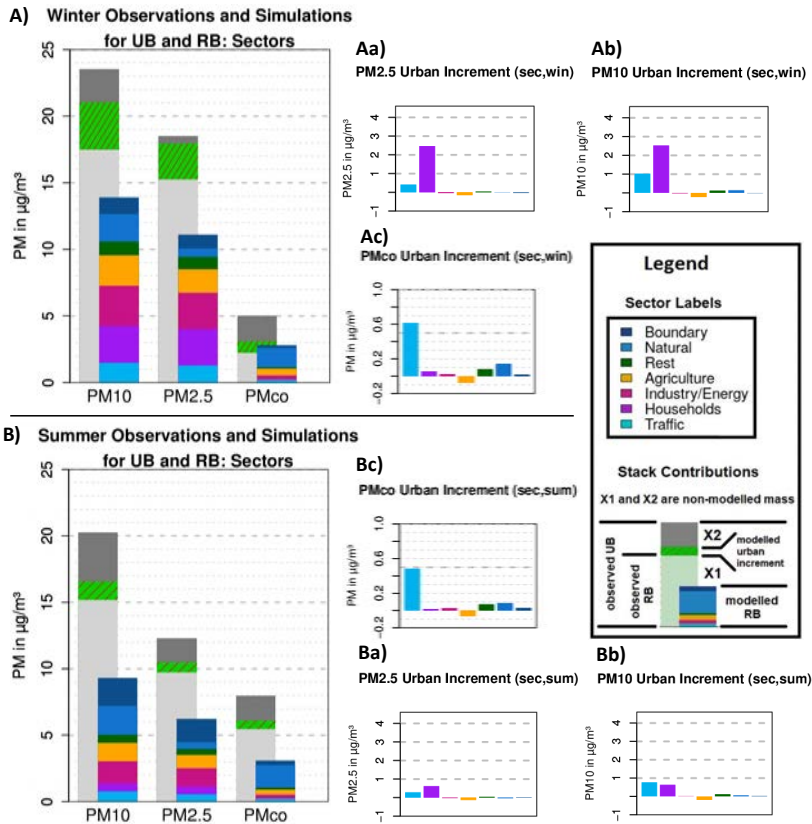 A) Winter Observations and Simulations
for UB and RB: Sectors
25
20
15
10
5
0
PM in µg/m³
PM10 PM2.5 PMco
Aa)
PM2.5 Urban Increment (sec,win)
PM2.5 in µg/m³
4
3
2
1
−1
Ab)
PM10 Urban Increment (sec,win)
PM10 in µg/m³
4
3
2
1
−1
Ac)
PMco Urban Increment (sec,win)
PM in µg/m³
1.0
0.6
0.2
−0.2
Legend
Sector Labels
Boundary
Natural
Rest
Agriculture
Industry/Energy
Households
Traffic
Stack Contributions
X1 and X2 are non-modelled mass
observed UB
observed RB
X2
modelled urban increment
X1
modelled RB
B) Summer Observations and Simulations
for UB and RB: Sectors
25
20
15
10
5
0
PM in µg/m³
PM10 PM2.5 PMco
Bc)
PMco Urban Increment (sec,sum)
PM in µg/m³
1.0
0.6
0.2
−0.2
Ba)
PM2.5 Urban Increment (sec,sum)
PM2.5 in µg/m³
4
3
2
1
−1
Bb)
PM10 Urban Increment (sec,sum)
PM10 in µg/m³
4
3
2
1
−1